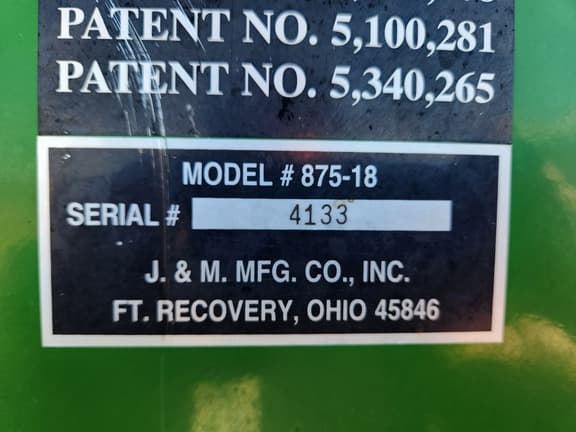 PATENT NO. 5,100,281
PATENT NO. 5,340,265
MODEL # 875-18
SERIAL # 4133
J. & M. MFG. CO., INC.
FT. RECOVERY, OHIO 45846